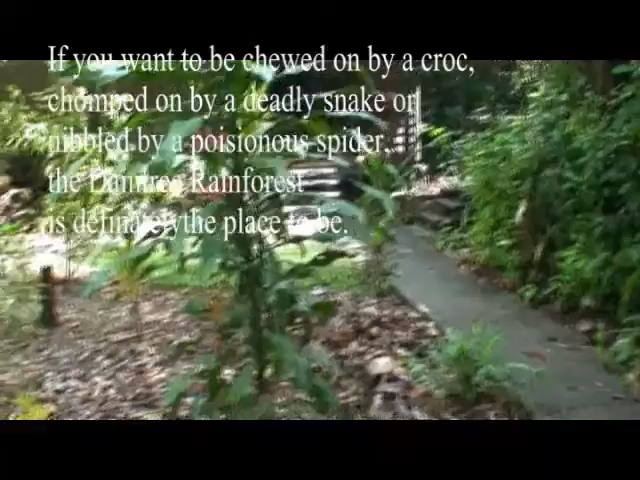 If you want to be chewed on by a croc,
chomped on by a deadly snake or
nibbled by a poisionous spider,
the Daintree Rainforest
is definatelythe place to be.